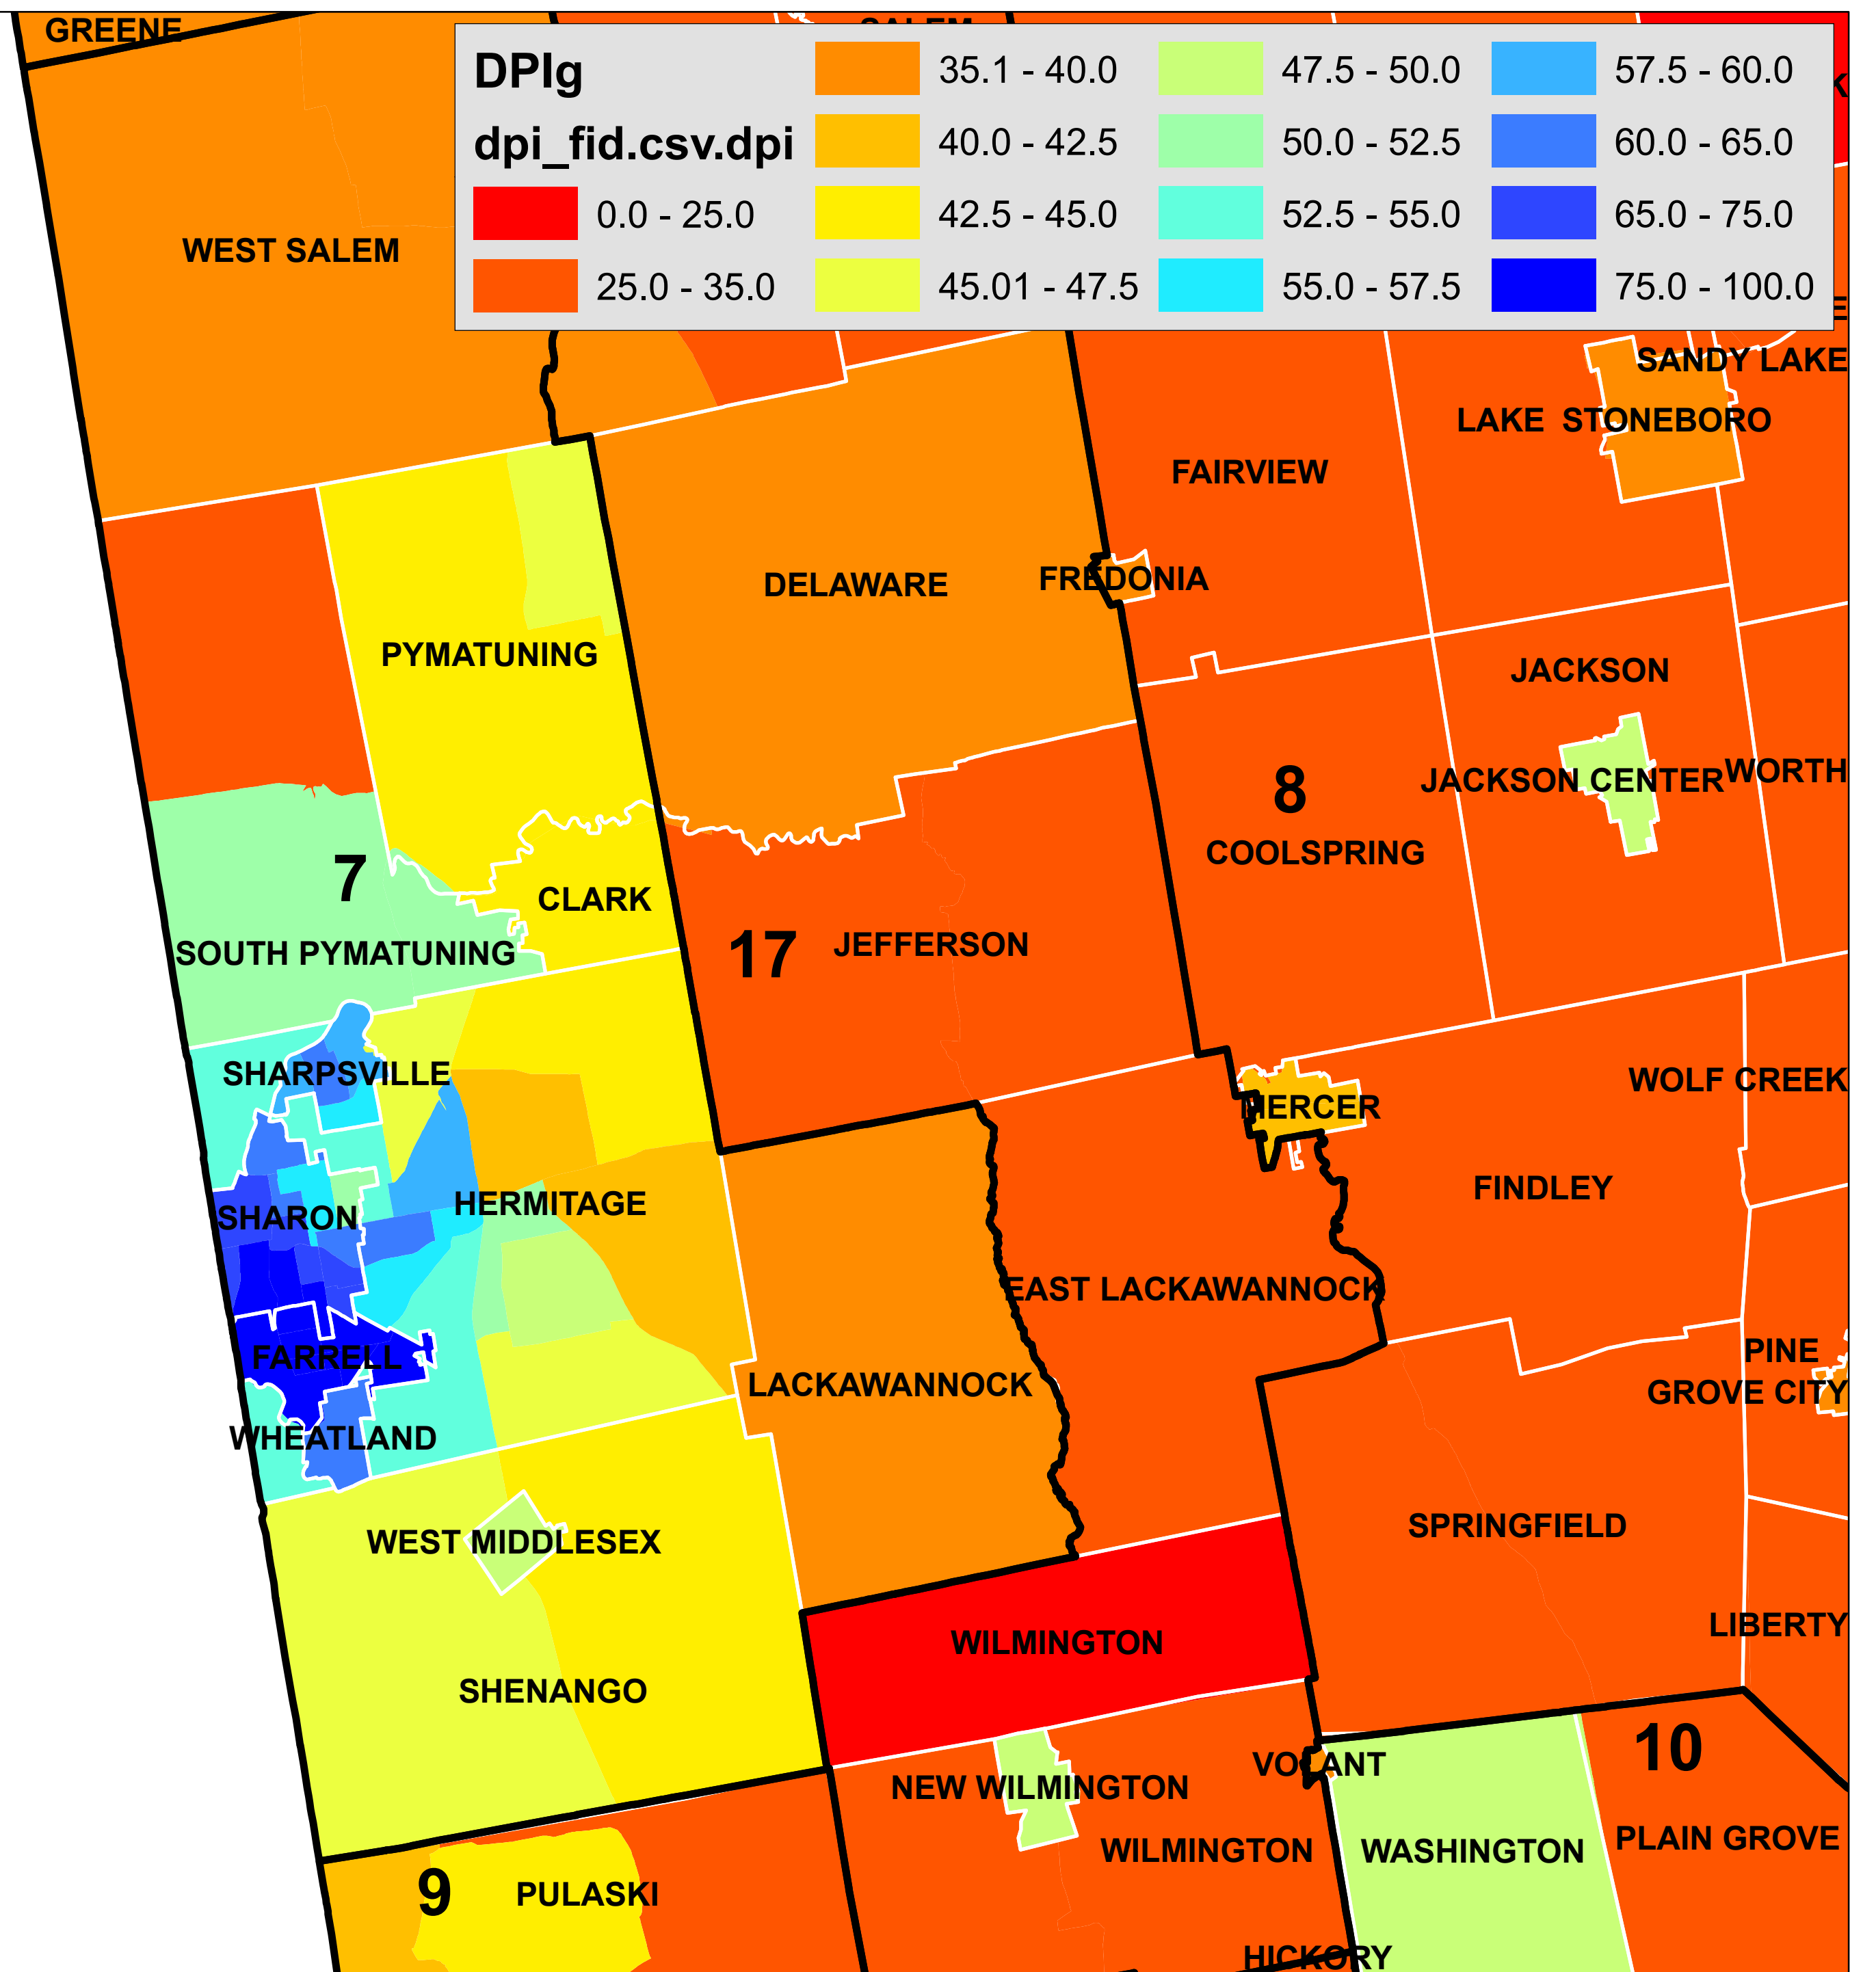 GREENE
SALEM
DPIg
dpi_fid.csv.dpi
0.0 - 25.0
25.0 - 35.0
35.1 - 40.0
40.0 - 42.5
42.5 - 45.0
45.01 - 47.5
47.5 - 50.0
50.0 - 52.5
52.5 - 55.0
55.0 - 57.5
57.5 - 60.0
60.0 - 65.0
65.0 - 75.0
75.0 - 100.0
WEST SALEM
SANDY LAKE
LAKE STONEBORO
FAIRVIEW
DELAWARE
FREDONIA
PYMATUNING
JACKSON
JACKSON CENTER
WORTH
8
COOLSPRING
7
CLARK
17
JEFFERSON
SOUTH PYMATUNING
SHARPSVILLE
WOLF CREEK
MERCER
FINDLEY
HERMITAGE
SHARON
EAST LACKAWANNOCK
FARRELL
LACKAWANNOCK
PINE
GROVE CITY
WHEATLAND
SPRINGFIELD
WEST MIDDLESEX
LIBERTY
WILMINGTON
SHENANGO
10
VOLANT
NEW WILMINGTON
WILMINGTON
WASHINGTON
PLAIN GROVE
9
PULASKI
HICKORY